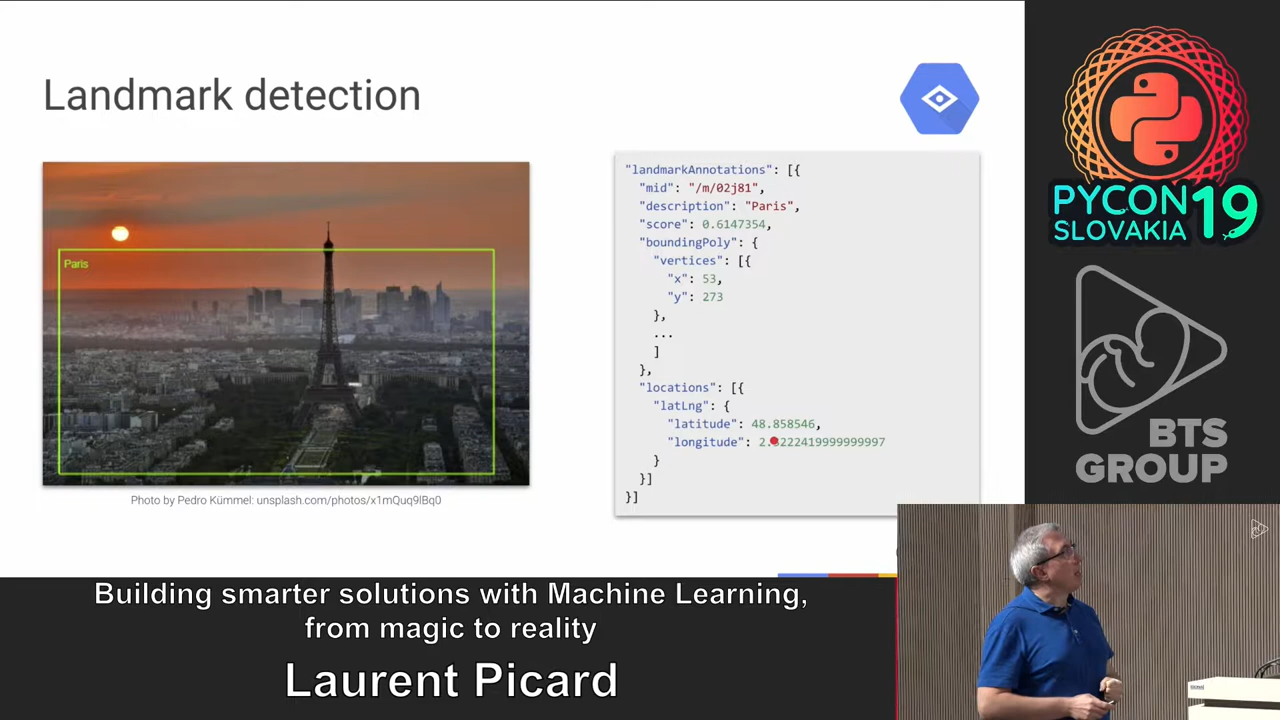 Landmark detection
Paris
Photo by Pedro Kümmel: unsplash.com/photos/x1mQuq9lBq0
"landmarkAnnotations": [{
"mid": "/m/02j81",
"description": "Paris",
"score": 0.6147354,
"boundingPoly": {
"vertices": [{
"x": 53,
"y": 273
},
...
]
},
"locations": [{
"latLng": {
"latitude": 48.858546,
"longitude":
}
}]
}]
PYCON
SLOVAKIA 19
BTS
GROUP
Building smarter solutions with Machine Learning,
from magic to reality
Laurent Picard